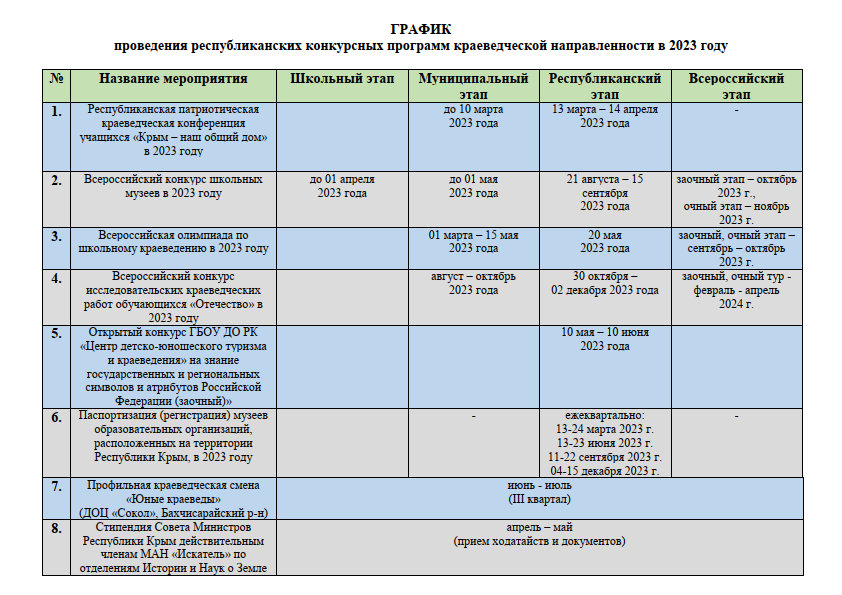 ГРАФИК
проведения республиканских конкурсных программ краеведческой направленности в 2023 году
№
Название мероприятия
Школьный этап
Муниципальный
этап
Республиканский
этап
Всероссийский
этап
1.
Республиканская патриотическая
краеведческая конференция
учащихся «Крым – наш общий дом»
в 2023 году
до 10 марта
2023 года
13 марта – 14 апреля
2023 года
-
2.
Всероссийский конкурс школьных
музеев в 2023 году
до 01 апреля
2023 года
до 01 мая
2023 года
21 августа – 15
сентября
2023 года
заочный этап – октябрь
2023 г.,
очный этап – ноябрь
2023 г.
3.
Всероссийская олимпиада по
школьному краеведению в 2023 году
01 марта – 15 мая
2023 года
20 мая
2023 года
заочный, очный этап –
сентябрь – октябрь
2023 г.
4.
Всероссийский конкурс
исследовательских краеведческих
работ обучающихся «Отечество» в
2023 году
август – октябрь
2023 года
30 октября –
02 декабря 2023 года
заочный, очный тур -
февраль - апрель
2024 г.
5.
Открытый конкурс ГБОУ ДО РК
«Центр детско-юношеского туризма
и краеведения» на знание
государственных и региональных
символов и атрибутов Российской
Федерации (заочный)»
10 мая – 10 июня
2023 года
6.
Паспортизация (регистрация) музеев
образовательных организаций,
расположенных на территории
Республики Крым, в 2023 году
-
ежеквартально:
13-24 марта 2023 г.
13-23 июня 2023 г.
11-22 сентября 2023 г.
04-15 декабря 2023 г.
-
7.
Профильная краеведческая смена
«Юные краеведы»
(ДОЦ «Сокол», Бахчисарайский р-н)
июнь - июль
(III квартал)
8.
Стипендия Совета Министров
Республики Крым действительным
членам МАН «Искатель» по
отделениям Истории и Наук о Земле
апрель – май
(прием ходатайств и документов)